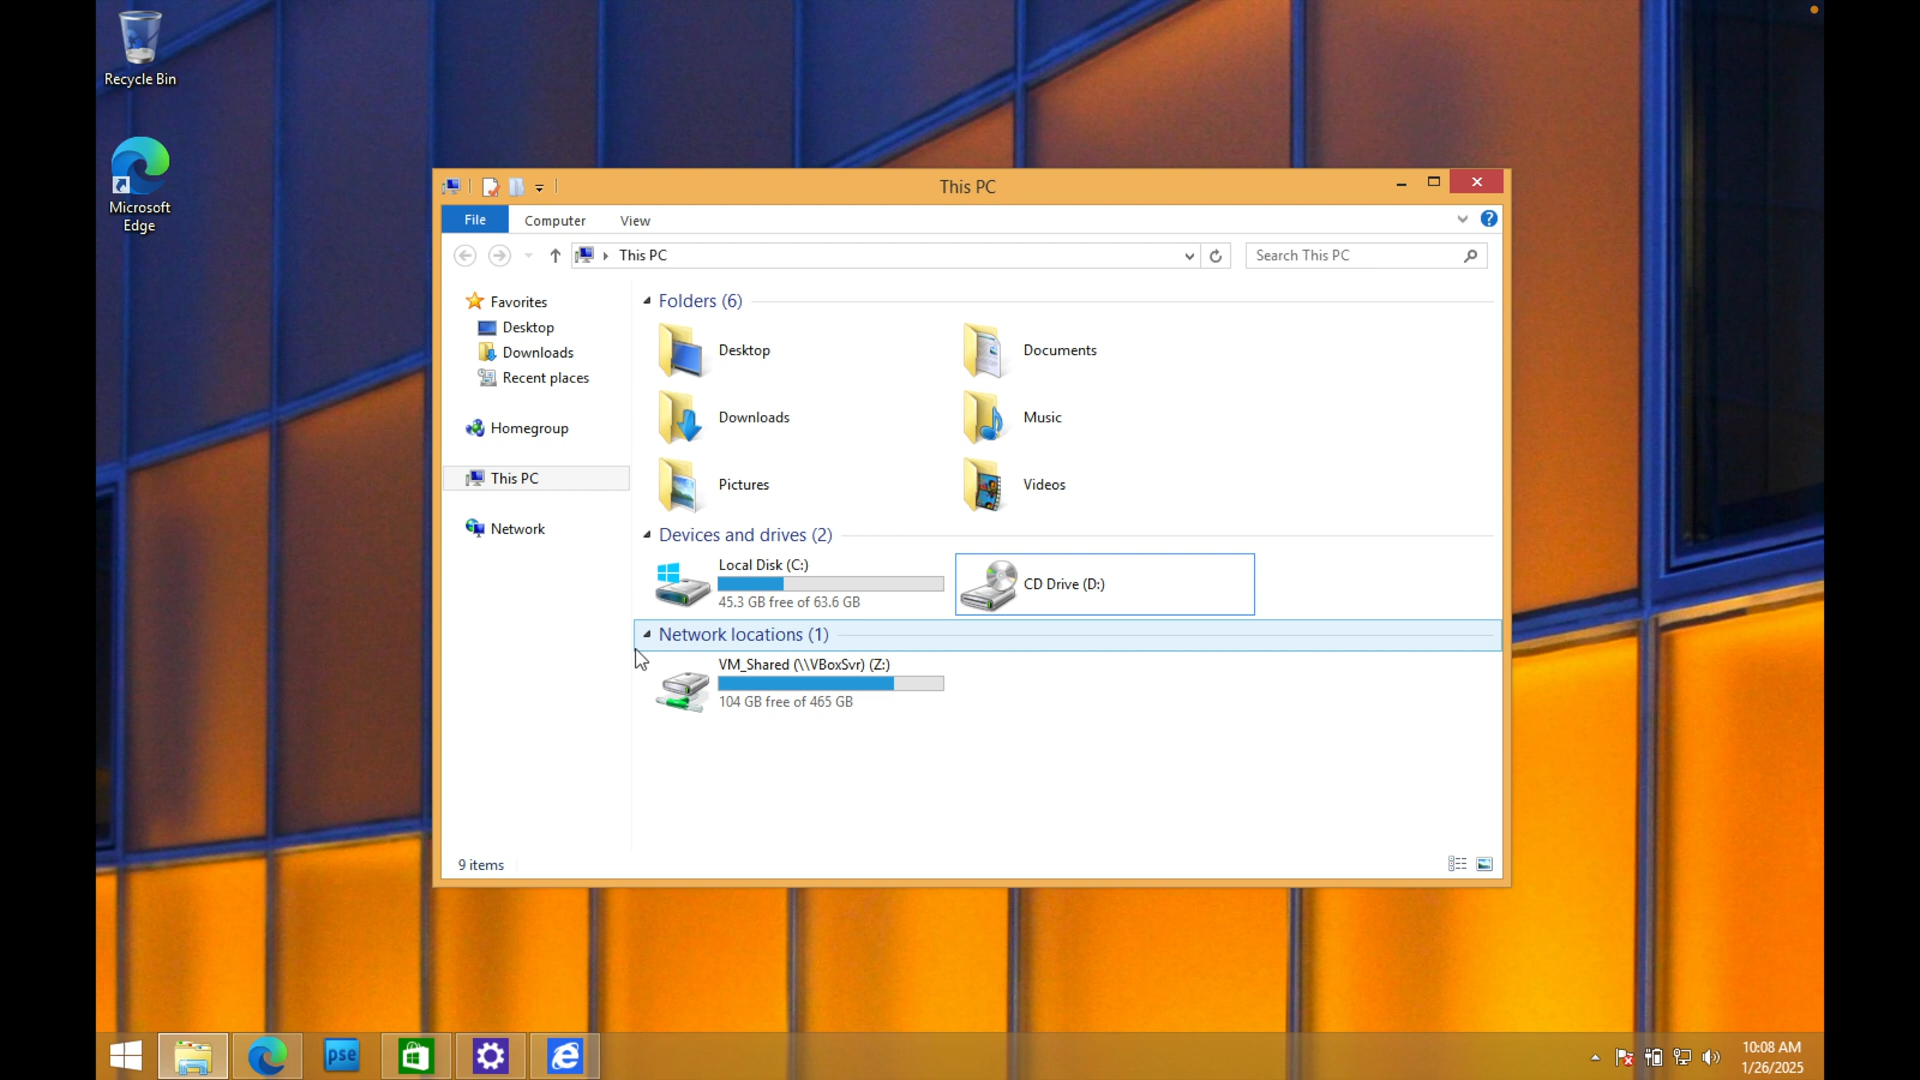 Recycle Bin
Microsoft
Edge
This PC
File
Computer
View
This PC
Search This PC
Favorites
Desktop
Downloads
Recent places
Homegroup
This PC
Network
Folders (6)
Desktop
Documents
Downloads
Music
Pictures
Videos
Devices and drives (2)
Local Disk (C:)
45.3 GB free of 63.6 GB
CD Drive (D:)
Network locations (1)
VM_Shared (\\VBoxSvr) (Z:)
104 GB free of 465 GB
9 items
pse
10:08 AM
1/26/2025